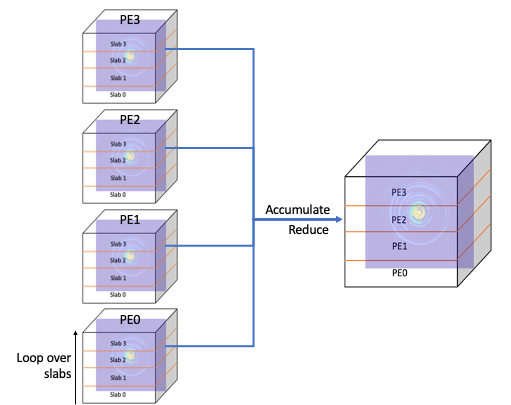 PE3
Slab 3
Slab 2
Slab 1
Slab 0
PE2
Slab 3
Slab 2
Slab 1
Slab 0
PE1
Slab 3
Slab 2
Slab 1
Slab 0
PE0
Slab 3
Slab 2
Slab 1
Slab 0
Loop over
slabs
Accumulate
Reduce
PE3
PE2
PE1
PE0